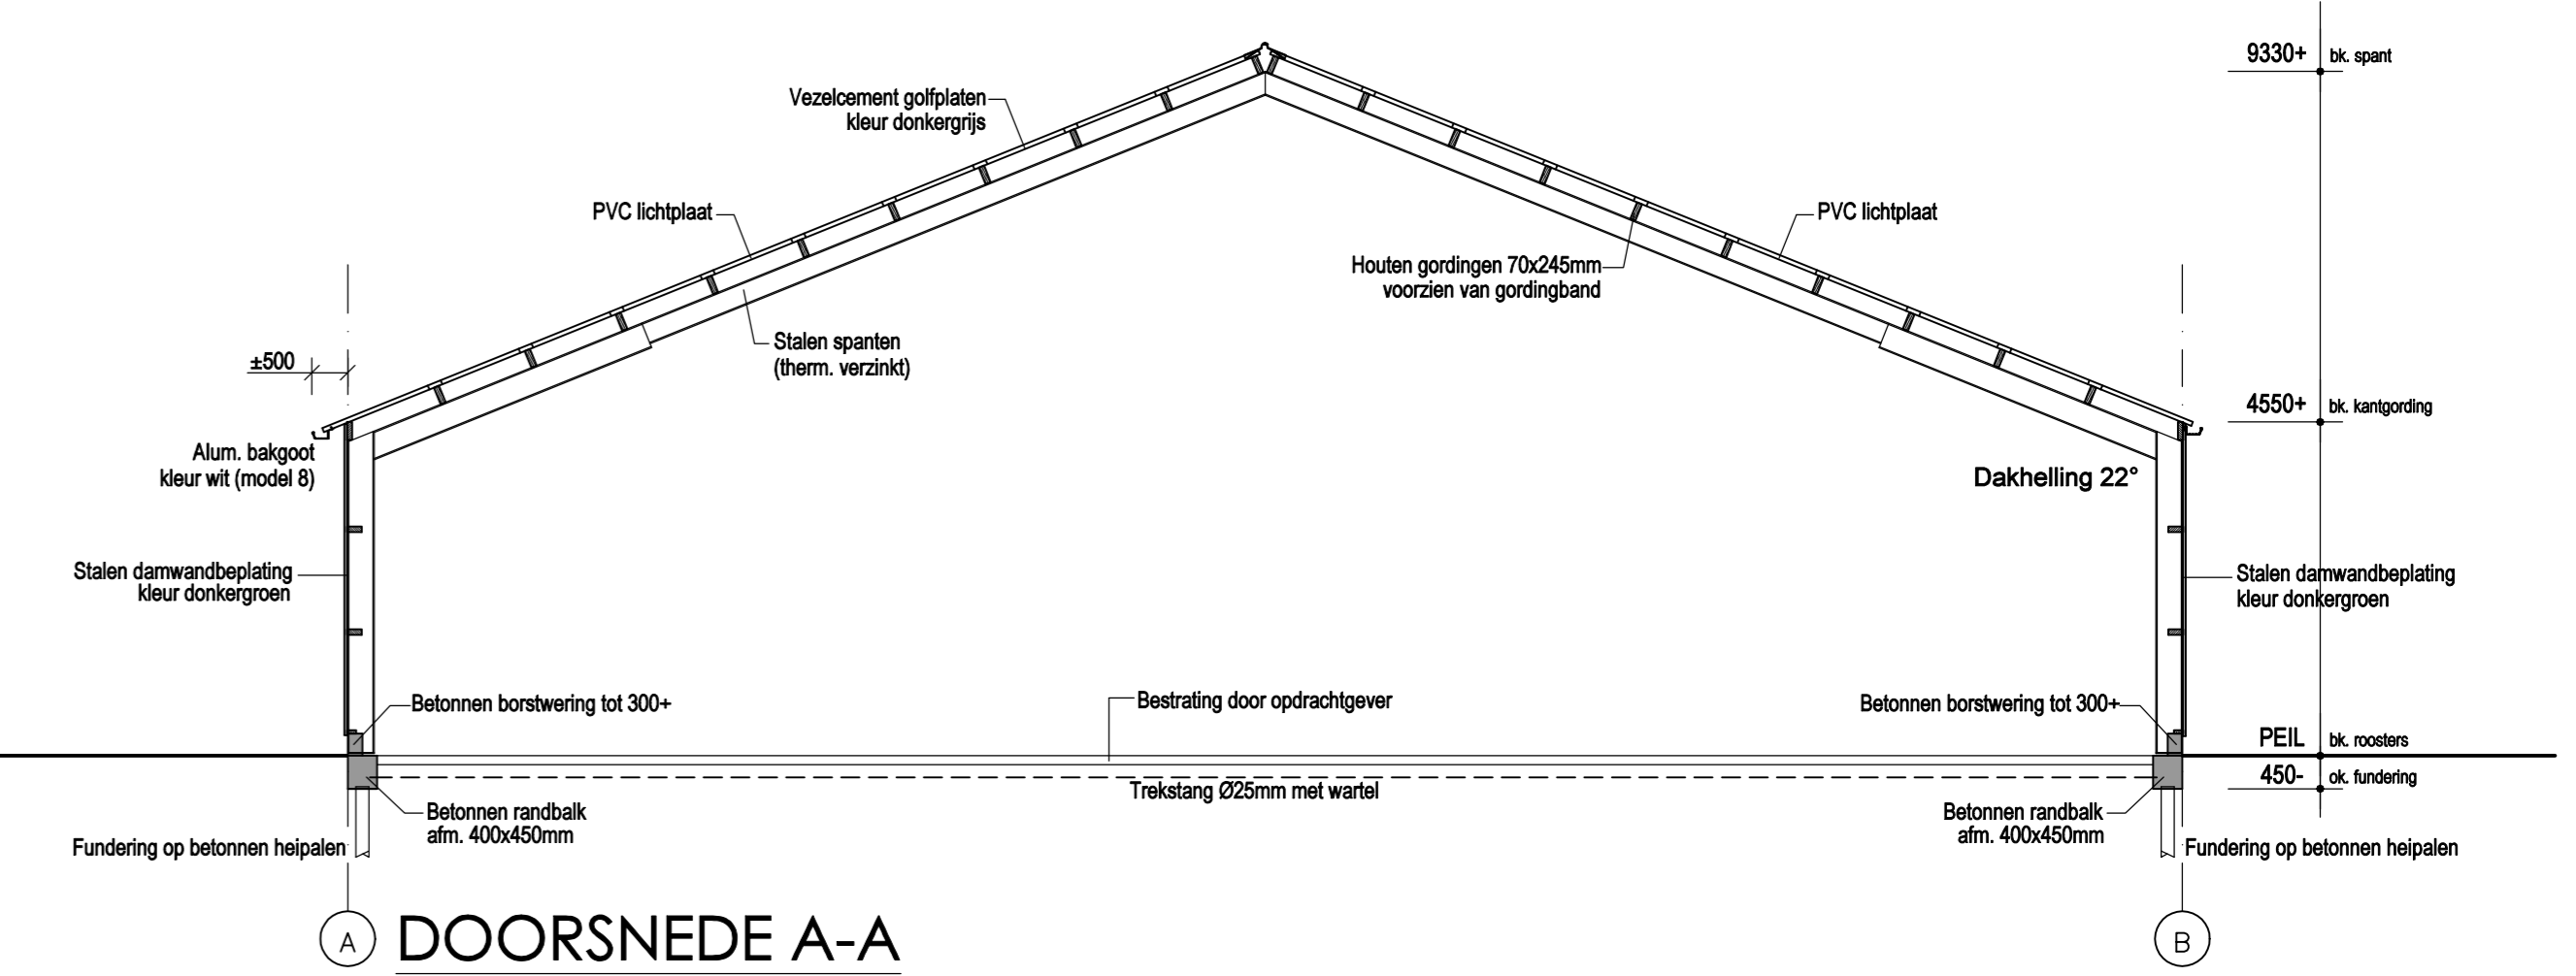 9330+ bk. spant
Vezelcement golfplaten
kleur donkergrijs
PVC lichtplaat
PVC lichtplaat
Houten gordingen 70x245mm
voorzien van gordingband
Stalen spanten
(therm. verzinkt)
±500
4550+ bk. kantgording
Alum. bakgoot
kleur wit (model 8)
Dakhelling 22°
Stalen damwandbeplating
kleur donkergroen
Stalen damwandbeplating
kleur donkergroen
Betonnen borstwering tot 300+
Bestrating door opdrachtgever
Betonnen borstwering tot 300+
PEIL bk. roosters
450- ok. fundering
Trekstang Ø25mm met wartel
Betonnen randbalk
afm. 400x450mm
Betonnen randbalk
afm. 400x450mm
Fundering op betonnen heipalen
Fundering op betonnen heipalen
A
DOORSNEDE A-A
B